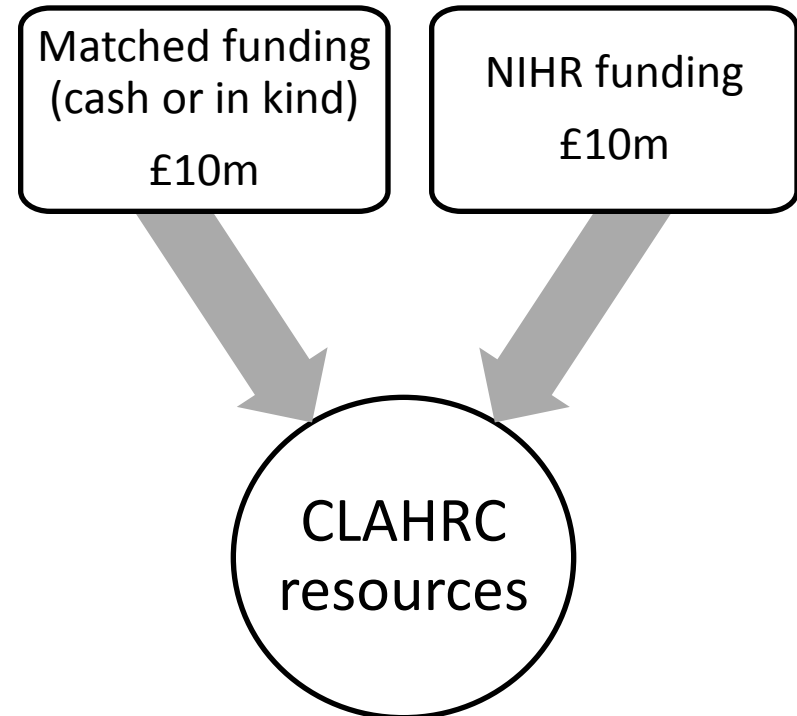 Matched funding
(cash or in kind)
£10m
NIHR funding
£10m
CLAHRC
resources